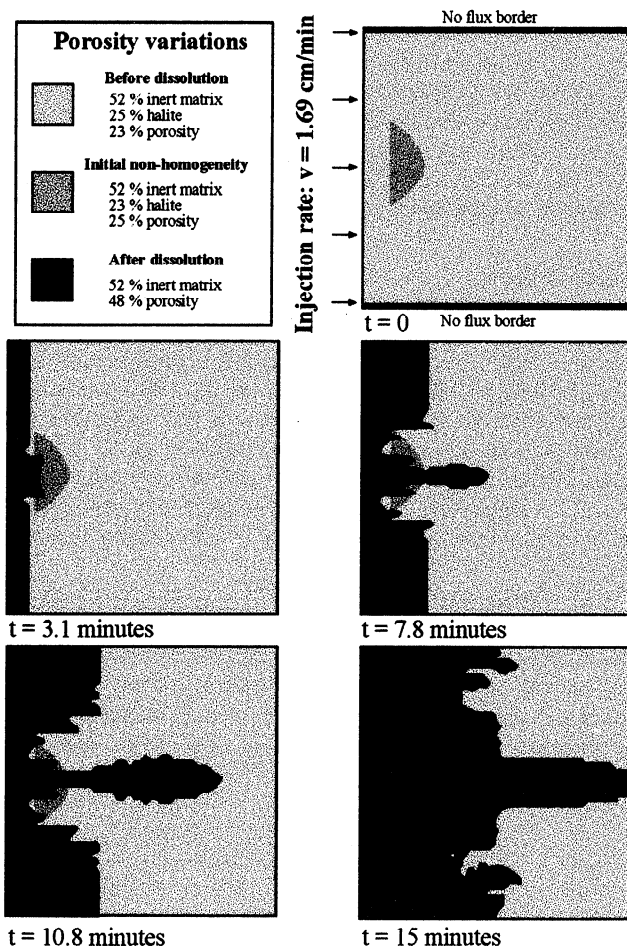 Porosity variations
Before dissolution
52 % inert matrix
25 % halite
23 % porosity
Initial non-homogeneity
52 % inert matrix
23 % halite
25 % porosity
After dissolution
52 % inert matrix
48 % porosity
Injection rate: v = 1.69 cm/min
No flux border
t = 0
No flux border
t = 3.1 minutes
t = 7.8 minutes
t = 10.8 minutes
t = 15 minutes